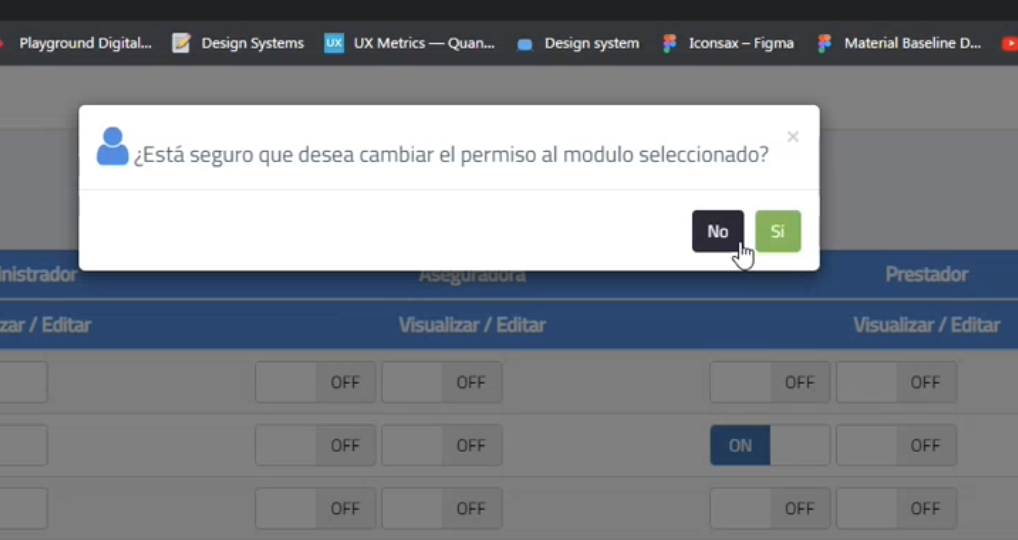 Playground Digital... Design Systems UX UX Metrics — Quan... Design system Iconsax – Figma Material Baseline D...
¿Está seguro que desea cambiar el permiso al modulo seleccionado? ×
No Si
nistrador Aseguradora Prestador
zar / Editar Visualizar / Editar Visualizar / Editar
OFF OFF OFF OFF
OFF OFF ON OFF
OFF OFF OFF OFF